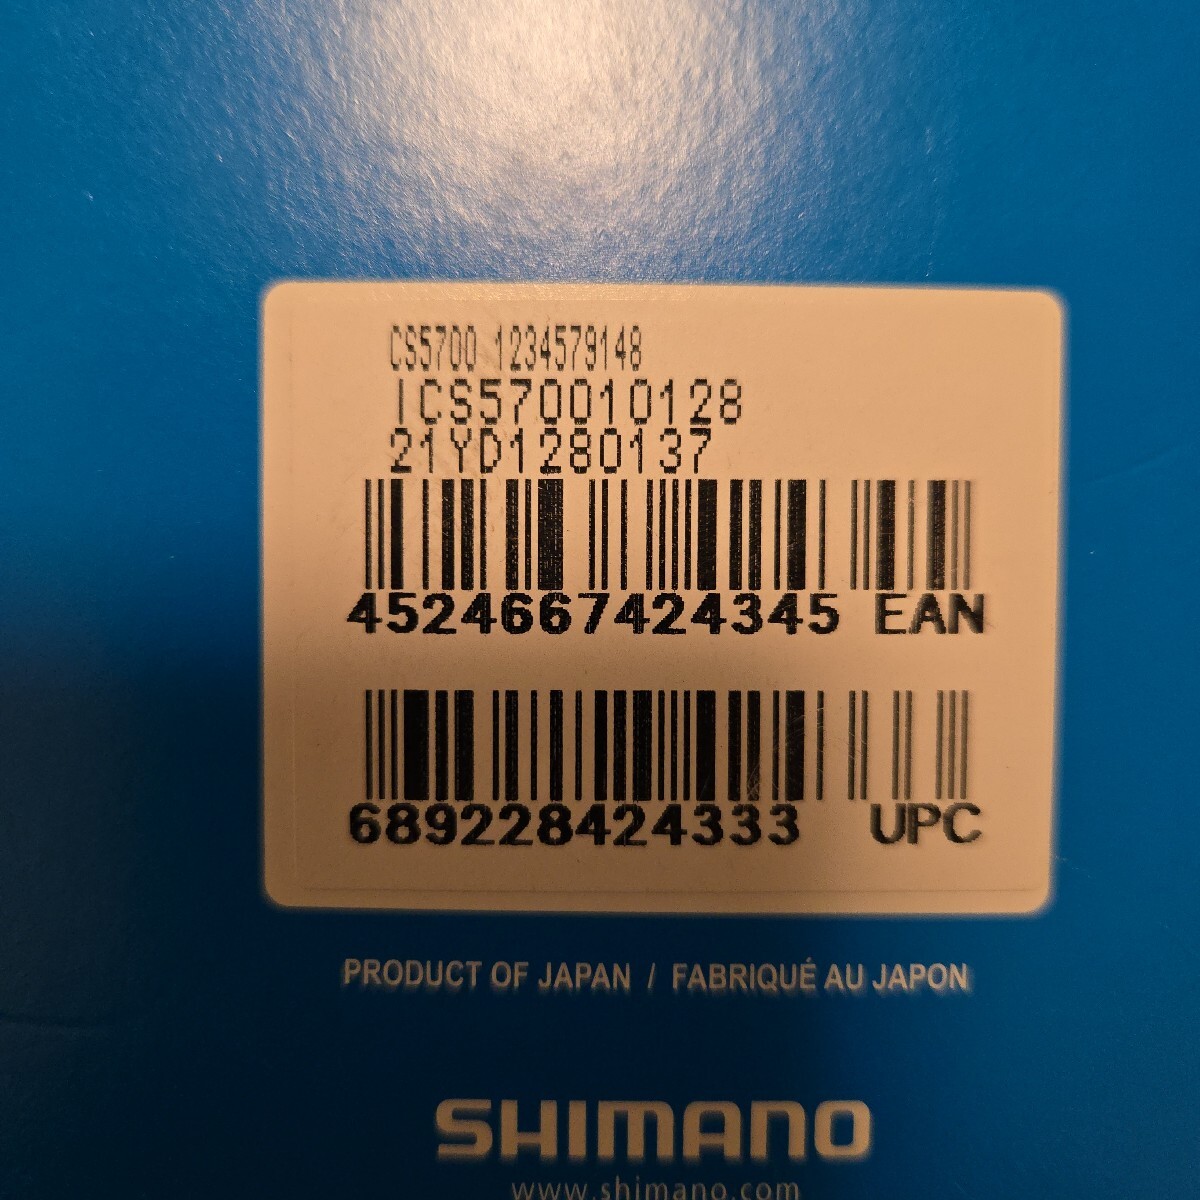 CS5700 1234579148
ICS570010128
21YD1280137
4524667424345 EAN
689228424333 UPC
PRODUCT OF JAPAN / FABRIQUÉ AU JAPON
SHIMANO
www.shimano.com